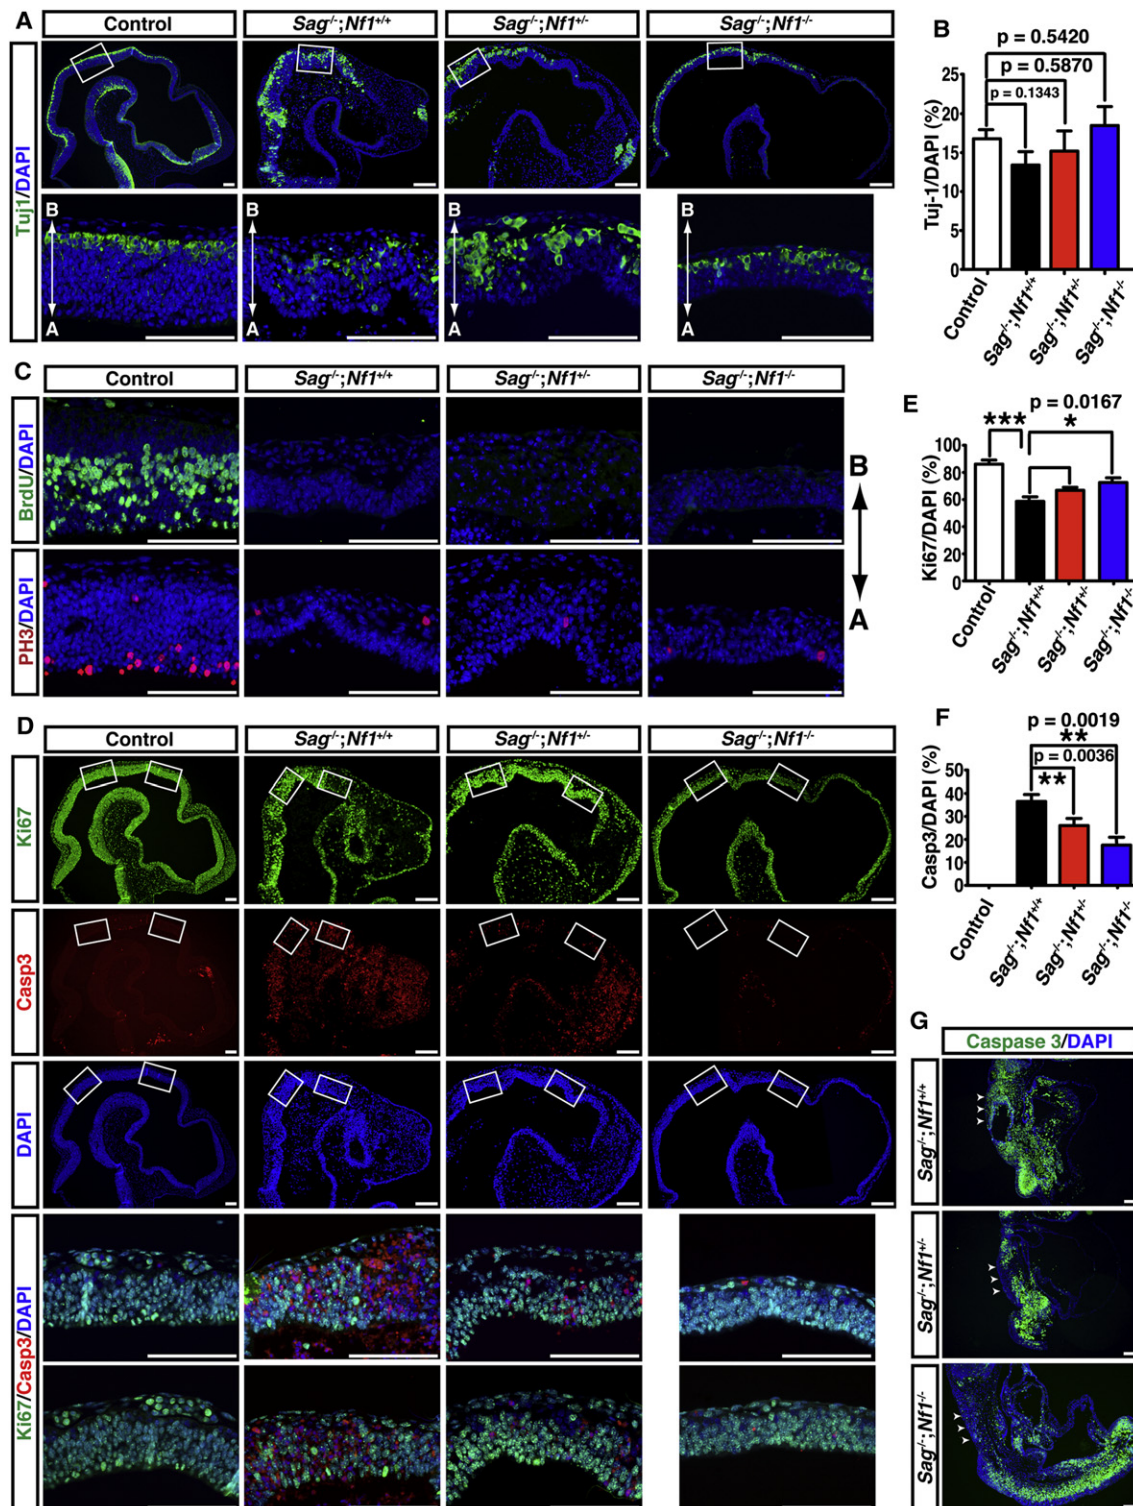 A
Control
Sag-/-;Nf1+/+
Sag-/-;Nf1+/-
Sag-/-;Nf1-/-
Tuj1/DAPI
B
A
B
A
B
A
B
A
B
p = 0.5420
p = 0.5870
p = 0.1343
Tuj-1/DAPI (%)
25
20
15
10
5
0
Control
Sag-/-;Nf1+/+
Sag-/-;Nf1+/-
Sag-/-;Nf1-/-
C
Control
Sag-/-;Nf1+/+
Sag-/-;Nf1+/-
Sag-/-;Nf1-/-
BrdU/DAPI
PH3/DAPI
B
A
E
p = 0.0167
***
*
Ki67/DAPI (%)
100
80
60
40
20
0
Control
Sag-/-;Nf1+/+
Sag-/-;Nf1+/-
Sag-/-;Nf1-/-
D
Control
Sag-/-;Nf1+/+
Sag-/-;Nf1+/-
Sag-/-;Nf1-/-
Ki67
Casp3
DAPI
Ki67/Casp3/DAPI
F
p = 0.0019
**
p = 0.0036
**
Casp3/DAPI (%)
50
40
30
20
10
0
Control
Sag-/-;Nf1+/+
Sag-/-;Nf1+/-
Sag-/-;Nf1-/-
G
Caspase 3/DAPI
Sag-/-;Nf1+/+
Sag-/-;Nf1+/-
Sag-/-;Nf1-/-